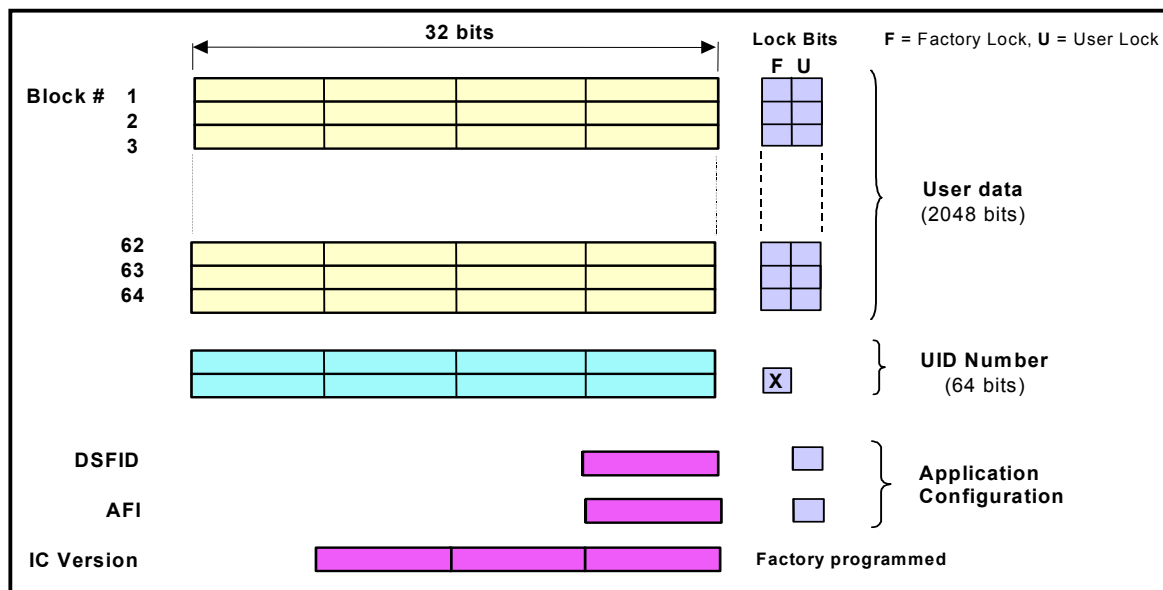 32 bits
Lock Bits
F = Factory Lock, U = User Lock
F U
Block # 1
2
3
User data
(2048 bits)
62
63
64
UID Number
(64 bits)
X
DSFID
Application
Configuration
AFI
IC Version
Factory programmed